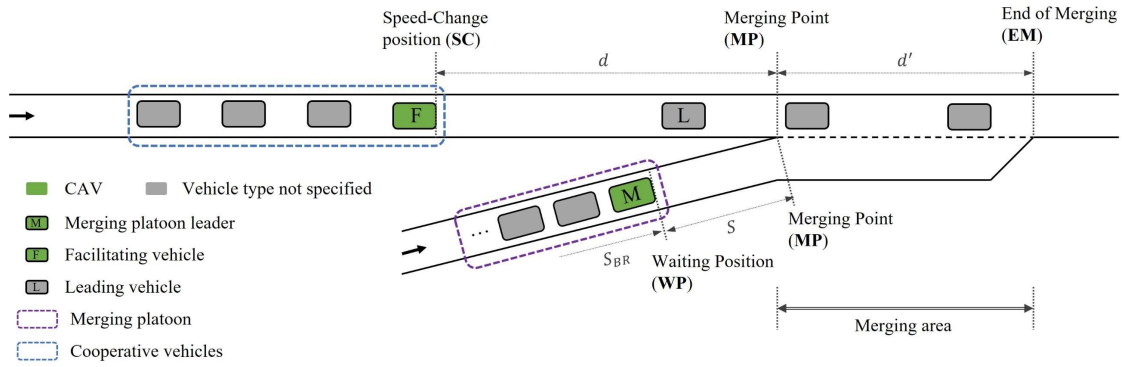 Speed-Change
position (SC)
Merging Point
(MP)
End of Merging
(EM)
d
d′
F
L
M
...
S
S_BR
Merging Point
(MP)
Waiting Position
(WP)
CAV
Vehicle type not specified
M Merging platoon leader
F Facilitating vehicle
L Leading vehicle
Merging platoon
Cooperative vehicles
Merging area